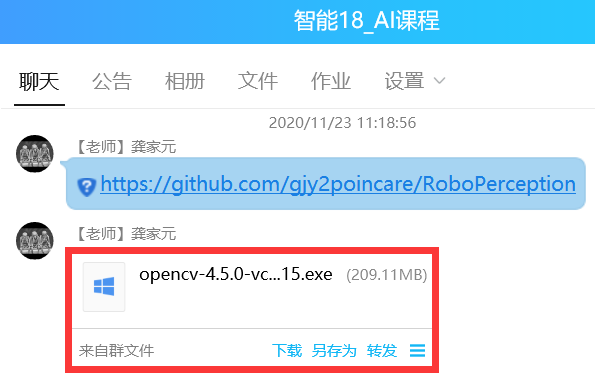 智能18_AI课程
聊天 公告 相册 文件 作业 设置
2020/11/23 11:18:56
【老师】龚家元
https://github.com/gjy2poincare/RoboPerception
【老师】龚家元
opencv-4.5.0-vc...15.exe (209.11MB)
来自群文件 下载 另存为 转发